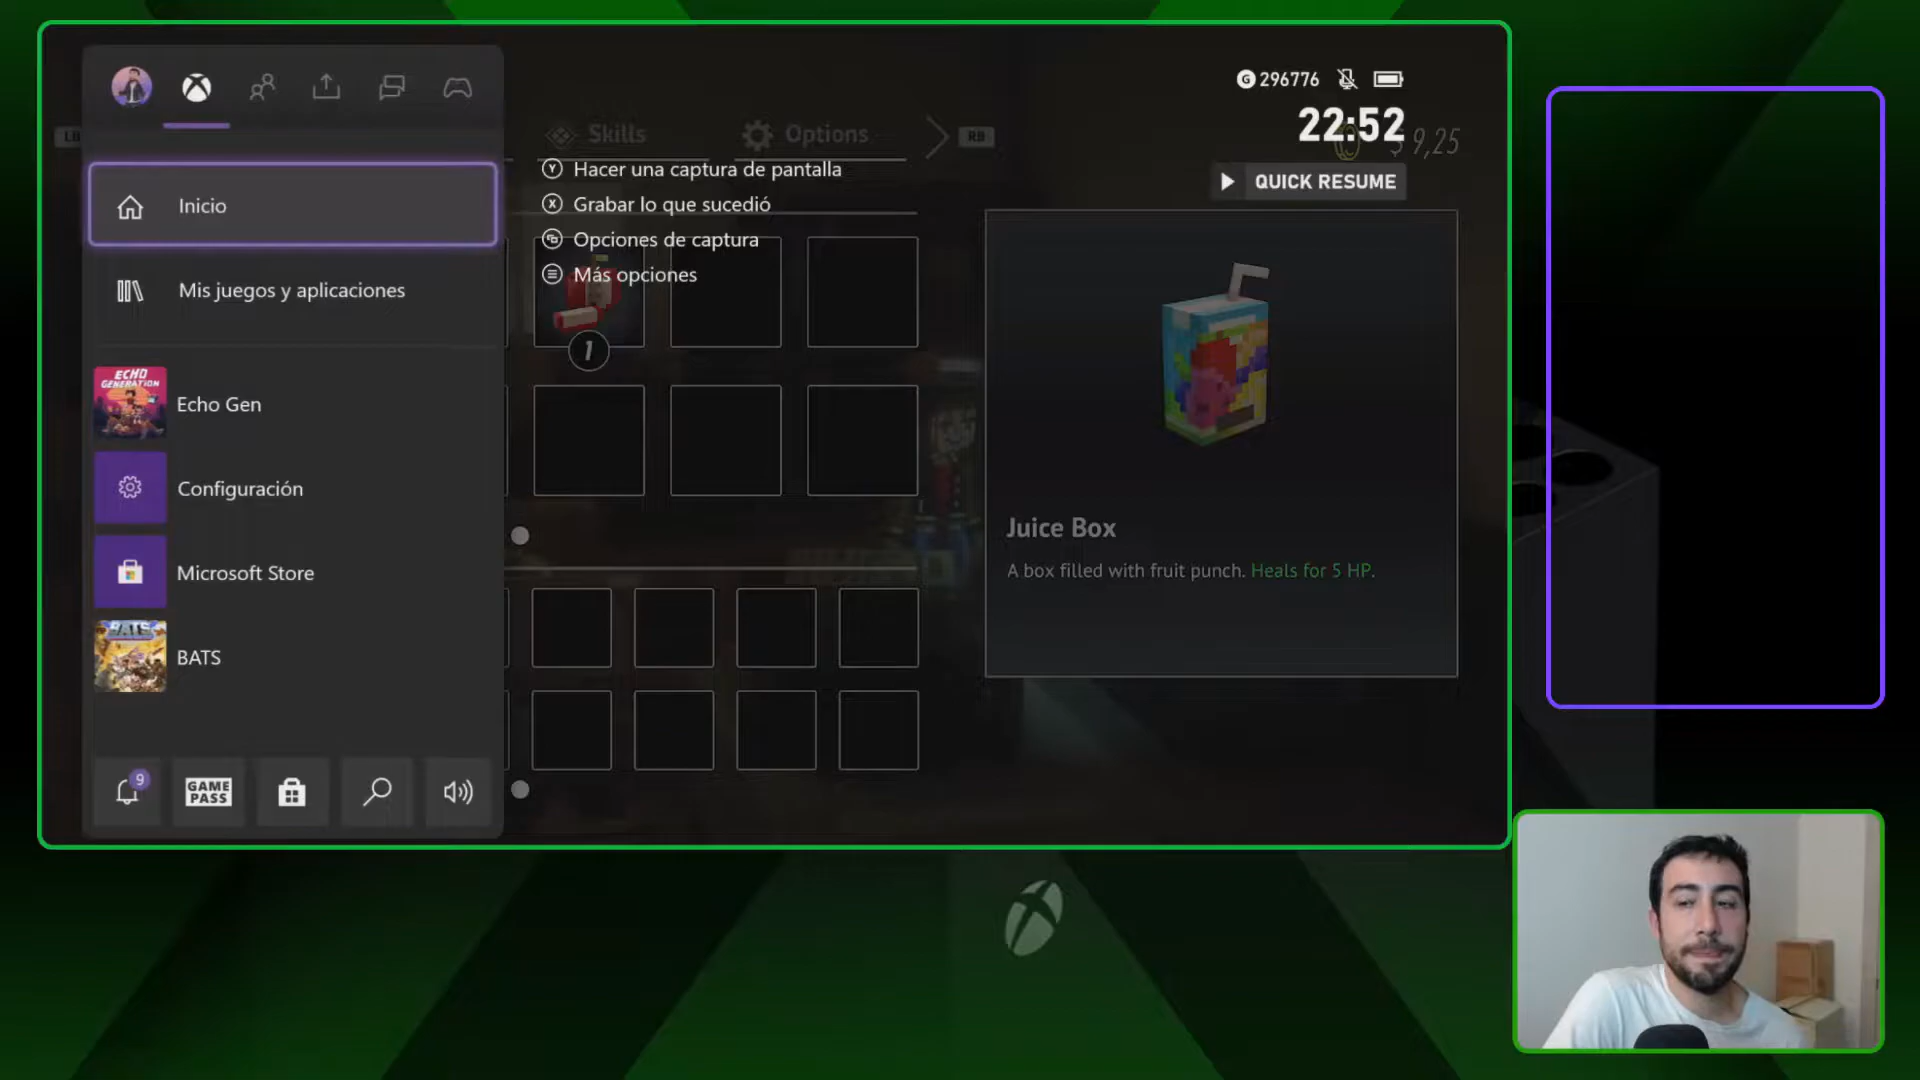 LB
Skills
Options
RB
296776
22:52
$ 9,25
QUICK RESUME
Inicio
Mis juegos y aplicaciones
Echo Gen
Configuración
Microsoft Store
BATS
ECHO
GENERATION
BATS
9
GAME
PASS
Y Hacer una captura de pantalla
X Grabar lo que sucedió
Opciones de captura
Más opciones
1
Juice Box
A box filled with fruit punch. Heals for 5 HP.